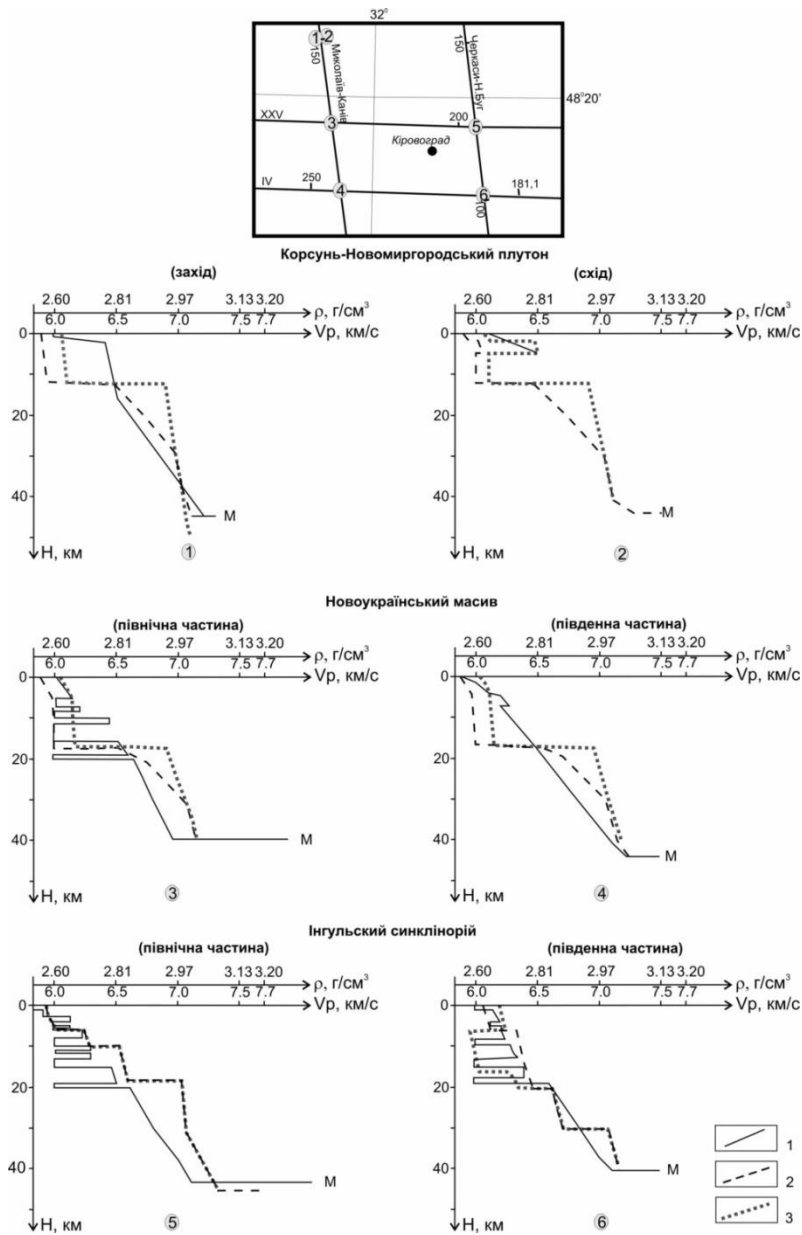 32°
1-2
150
Миколаїв-Канів
150
Черкаси-Н.Буг
48°20'
XXV
3
200
5
Кіровоград
IV
250
4
6
181,1
100
Корсунь-Новомиргородський плутон
(захід)
2.60 2.81 2.97 3.13 3.20 ρ, г/см³
6.0 6.5 7.0 7.5 7.7 Vp, км/с
0
20
40
M
H, км
1
(схід)
2.60 2.81 2.97 3.13 3.20 ρ, г/см³
6.0 6.5 7.0 7.5 7.7 Vp, км/с
0
20
40
M
H, км
2
Новоукраїнський масив
(північна частина)
2.60 2.81 2.97 3.13 3.20 ρ, г/см³
6.0 6.5 7.0 7.5 7.7 Vp, км/с
0
20
40
M
H, км
3
(південна частина)
2.60 2.81 2.97 3.13 3.20 ρ, г/см³
6.0 6.5 7.0 7.5 7.7 Vp, км/с
0
20
40
M
H, км
4
Інгульский синклінорій
(північна частина)
2.60 2.81 2.97 3.13 3.20 ρ, г/см³
6.0 6.5 7.0 7.5 7.7 Vp, км/с
0
20
40
M
H, км
5
(південна частина)
2.60 2.81 2.97 3.13 3.20 ρ, г/см³
6.0 6.5 7.0 7.5 7.7 Vp, км/с
0
20
40
M
H, км
6
1
2
3